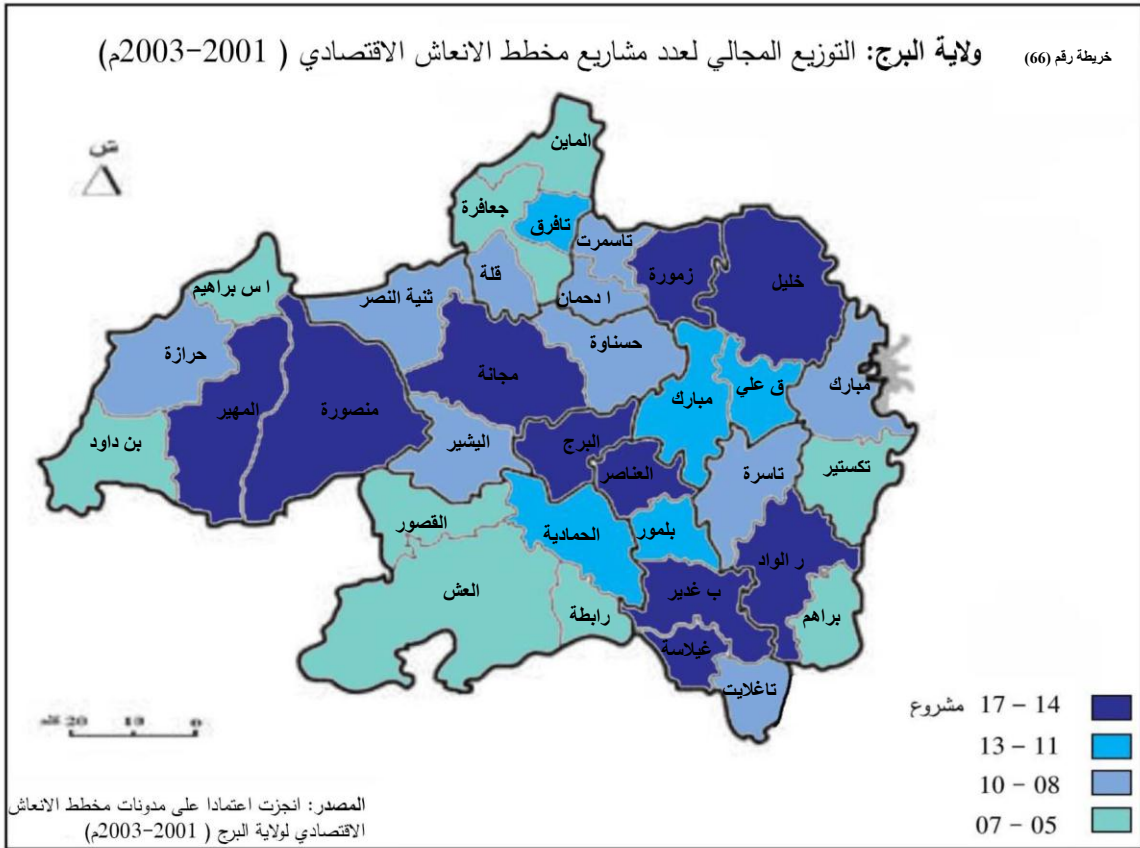 خريطة رقم (66)
ولاية البرج: التوزيع المجالي لعدد مشاريع مخطط الانعاش الاقتصادي ( 2001-2003م)
ش
الماين
جعافرة
تافرق
تاسمرت
زمورة
خليل
قلة
ا دحمان
ثنية النصر
ا س براهيم
حرازة
حسناوة
مجانة
ق علي
مبارك
مبارك
المهير
منصورة
بن داود
اليشير
البرج
العناصر
تاسرة
تكستير
القصور
الحمادية
بلمور
ر الواد
العش
ب غدير
رابطة
براهم
غيلاسة
تاغلايت
14 – 17 مشروع
11 – 13
08 – 10
05 – 07
0 10 20 كلم
المصدر: انجزت اعتمادا على مدونات مخطط الانعاش
الاقتصادي لولاية البرج ( 2001-2003م)